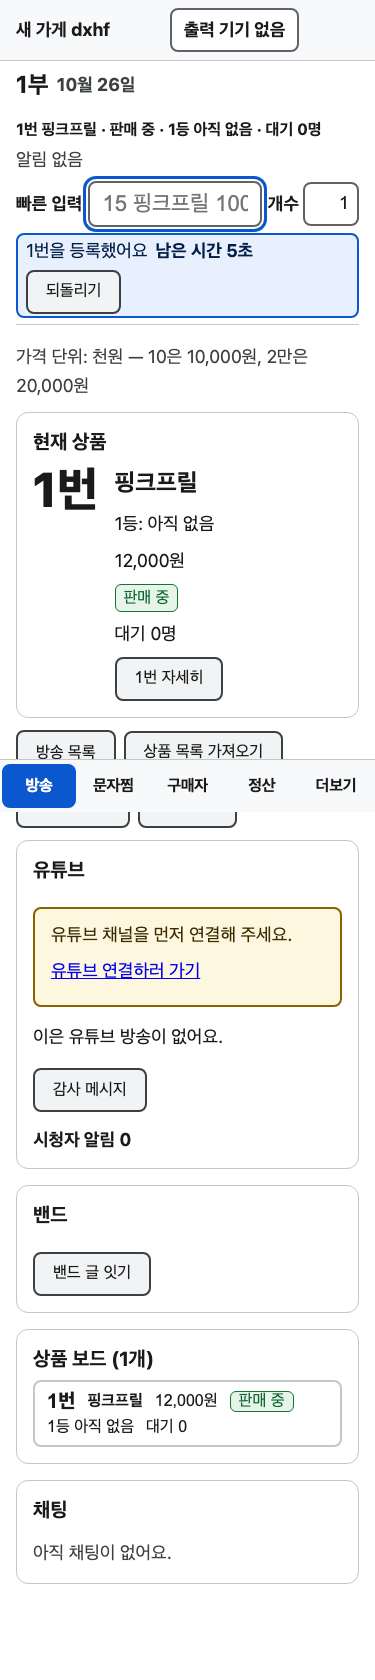 새 가게 dxhf
출력 기기 없음
1부 10월 26일
1번 핑크프릴 · 판매 중 · 1등 아직 없음 · 대기 0명
알림 없음
빠른 입력 15 핑크프릴 100 개수 1
1번을 등록했어요 남은 시간 5초
되돌리기
가격 단위: 천원 — 10은 10,000원, 2만은
20,000원
현재 상품
1번 핑크프릴
1등: 아직 없음
12,000원
판매 중
대기 0명
1번 자세히
방송 목록 상품 목록 가져오기
방송 문자찜 구매자 정산 더보기
유튜브
유튜브 채널을 먼저 연결해 주세요.
유튜브 연결하러 가기
이은 유튜브 방송이 없어요.
감사 메시지
시청자 알림 0
밴드
밴드 글 잇기
상품 보드 (1개)
1번 핑크프릴 12,000원 판매 중
1등 아직 없음 대기 0
채팅
아직 채팅이 없어요.